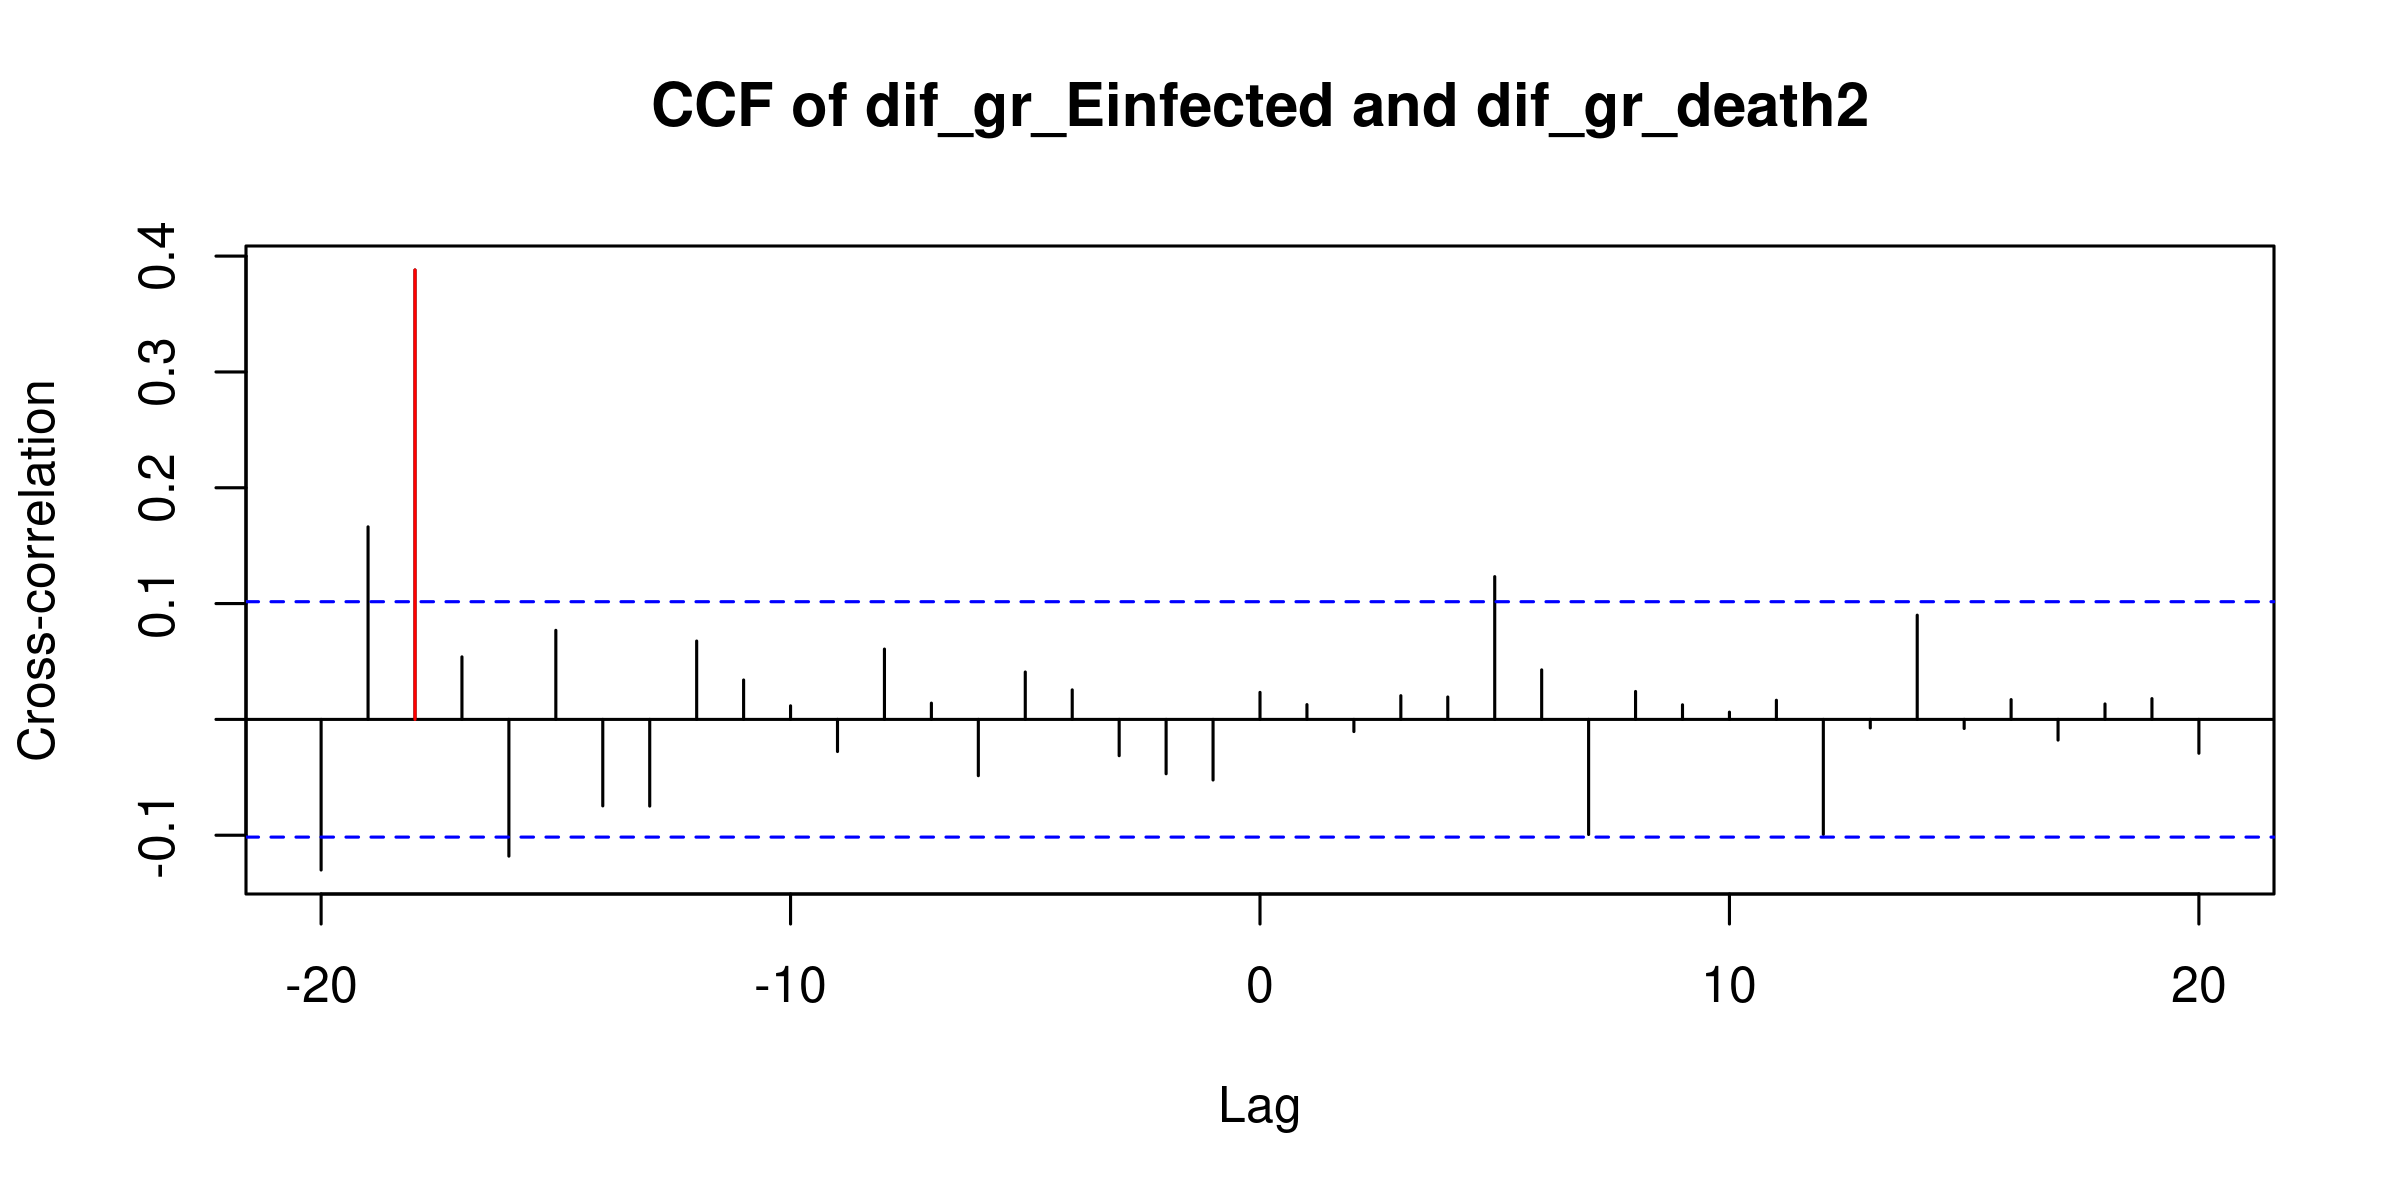 CCF of dif_gr_Einfected and dif_gr_death2
Cross-correlation
0.4
0.3
0.2
0.1
-0.1
-20 -10 0 10 20
Lag